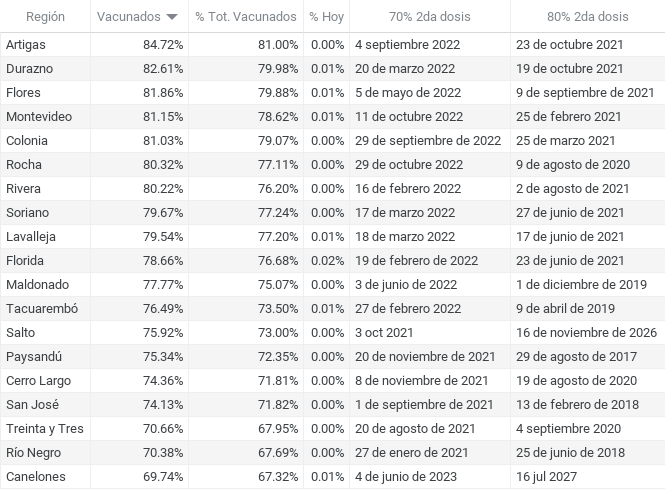 Región Vacunados % Tot. Vacunados % Hoy 70% 2da dosis 80% 2da dosis
Artigas 84.72% 81.00% 0.00% 4 septiembre 2022 23 de octubre 2021
Durazno 82.61% 79.98% 0.01% 20 de marzo 2022 19 de octubre 2021
Flores 81.86% 79.88% 0.01% 5 de mayo de 2022 9 de septiembre de 2021
Montevideo 81.15% 78.62% 0.01% 11 de octubre 2022 25 de febrero 2021
Colonia 81.03% 79.07% 0.01% 29 de septiembre de 2022 25 de marzo 2021
Rocha 80.32% 77.11% 0.00% 29 de octubre 2022 9 de agosto de 2020
Rivera 80.22% 76.20% 0.00% 16 de febrero 2022 2 de agosto de 2021
Soriano 79.67% 77.24% 0.00% 17 de marzo 2022 27 de junio de 2021
Lavalleja 79.54% 77.20% 0.01% 18 de marzo 2022 17 de junio de 2021
Florida 78.66% 76.68% 0.02% 19 de febrero de 2022 23 de junio de 2021
Maldonado 77.77% 75.07% 0.00% 3 de junio de 2022 1 de diciembre de 2019
Tacuarembó 76.49% 73.50% 0.01% 27 de febrero 2022 9 de abril de 2019
Salto 75.92% 73.00% 0.00% 3 oct 2021 16 de noviembre de 2026
Paysandú 75.34% 72.35% 0.00% 20 de noviembre de 2021 29 de agosto de 2017
Cerro Largo 74.36% 71.81% 0.00% 8 de noviembre de 2021 19 de agosto de 2020
San José 74.13% 71.82% 0.00% 1 de septiembre de 2021 13 de febrero de 2018
Treinta y Tres 70.66% 67.95% 0.00% 20 de agosto de 2021 4 septiembre 2020
Río Negro 70.38% 67.69% 0.00% 27 de enero de 2021 25 de junio de 2018
Canelones 69.74% 67.32% 0.01% 4 de junio de 2023 16 jul 2027